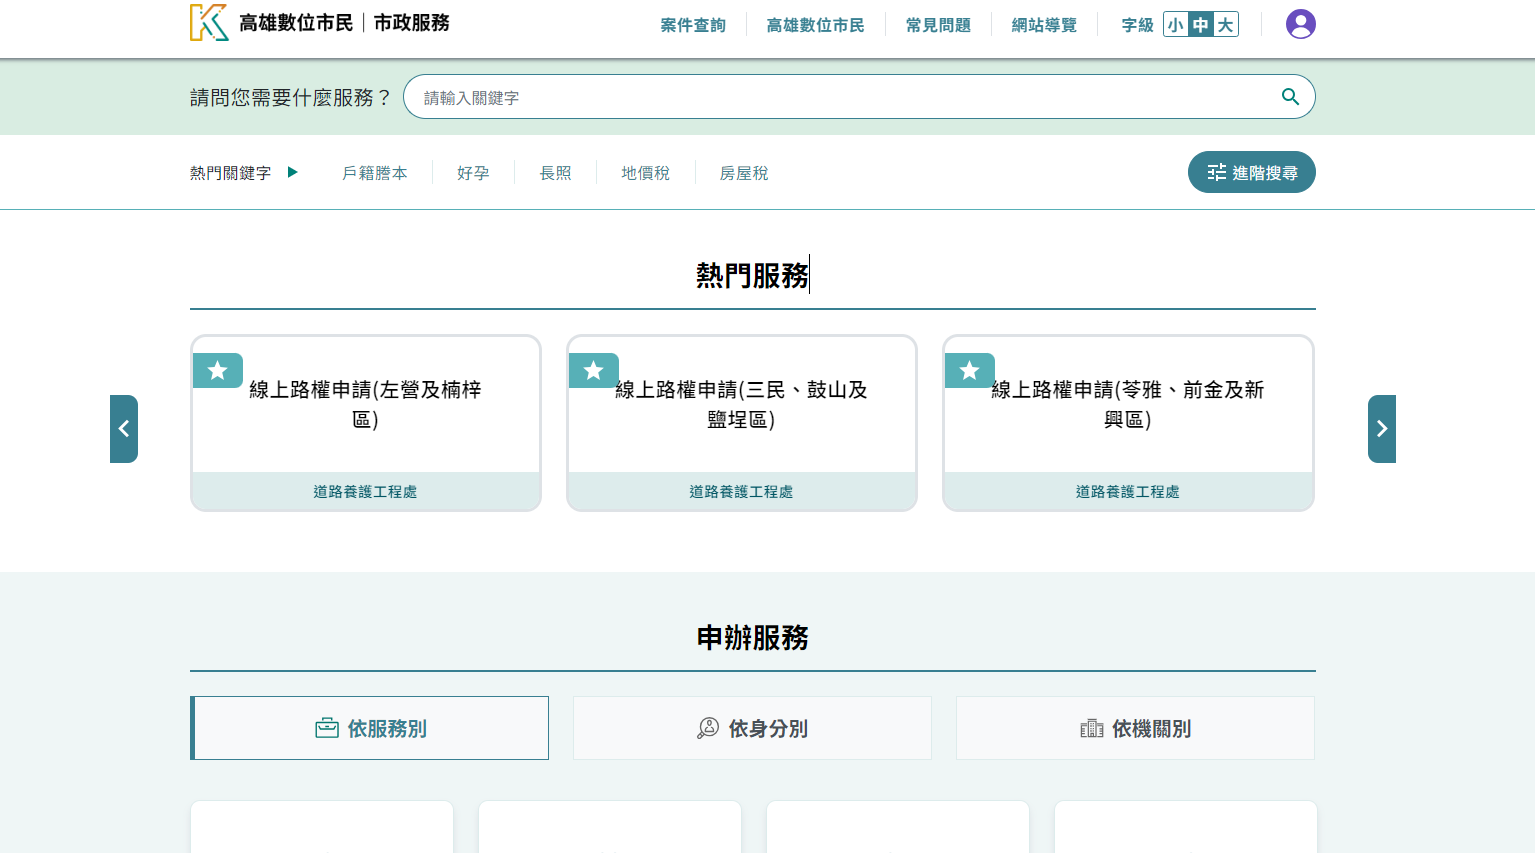 高雄數位市民｜市政服務
案件查詢
高雄數位市民
常見問題
網站導覽
字級 小 中 大
請問您需要什麼服務？
請輸入關鍵字
熱門關鍵字
戶籍謄本
好孕
長照
地價稅
房屋稅
進階搜尋
熱門服務
線上路權申請(左營及楠梓
區)
道路養護工程處
線上路權申請(三民、鼓山及
鹽埕區)
道路養護工程處
線上路權申請(苓雅、前金及新
興區)
道路養護工程處
申辦服務
依服務別
依身分別
依機關別